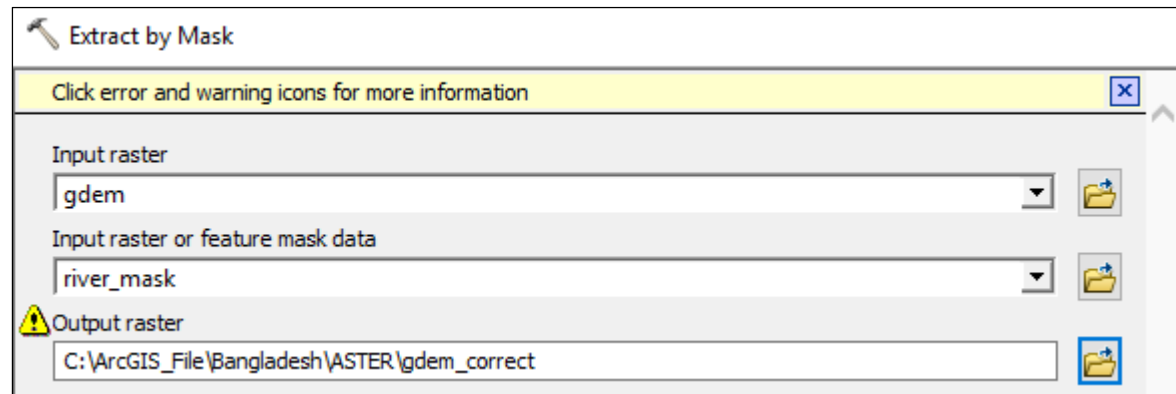 Extract by Mask
Click error and warning icons for more information
Input raster
gdem
Input raster or feature mask data
river_mask
Output raster
C:\ArcGIS_File\Bangladesh\ASTER\gdem_correct